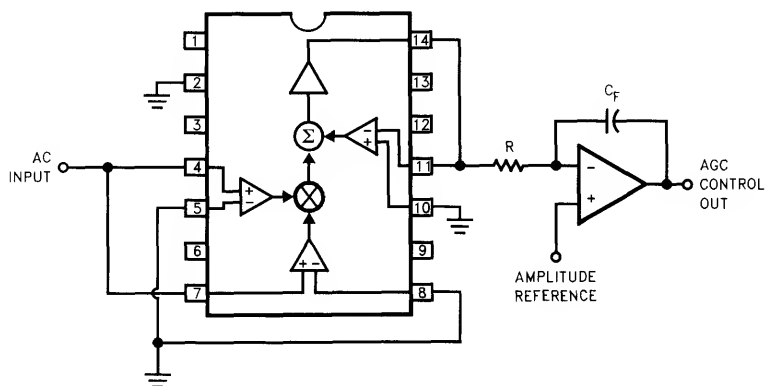 1
14
2
13
3
12
Σ
C_F
AC
INPUT
4
+
−
−
+
11
R
−
+
AGC
CONTROL
OUT
5
10
6
9
+ −
7
8
AMPLITUDE
REFERENCE